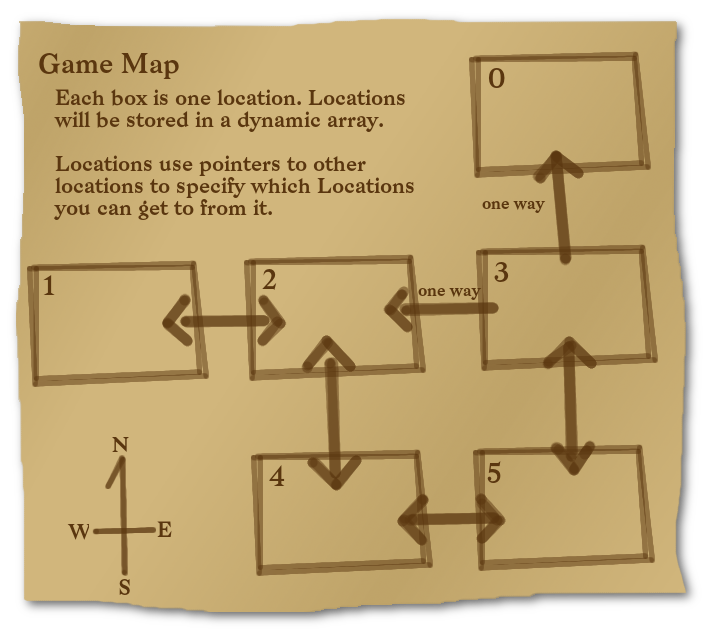 Game Map
Each box is one location. Locations
will be stored in a dynamic array.
Locations use pointers to other
locations to specify which Locations
you can get to from it.
0
one way
1
2
one way
3
4
5
N
W
E
S